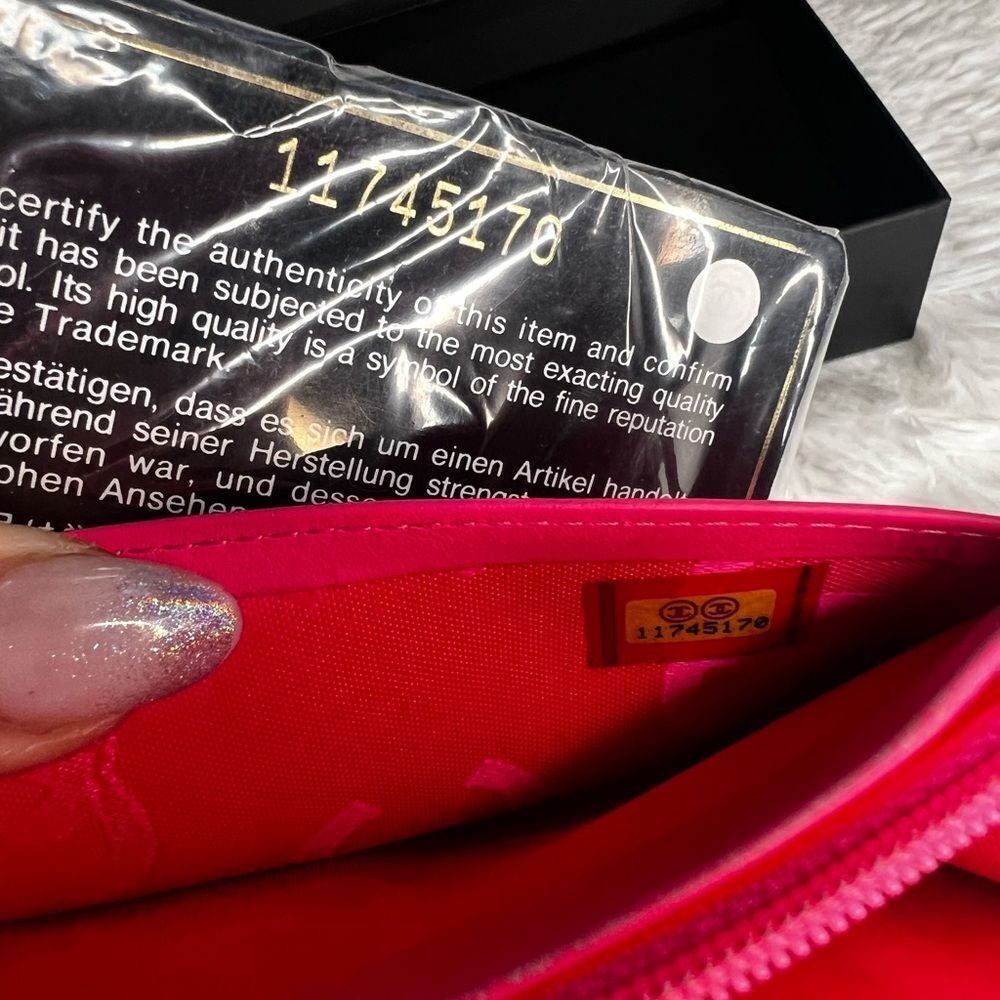 11745170
certify the authenticity of this item and confirm
it has been subjected to the most exacting quality
ol. Its high quality is a symbol of the fine reputation
e Trademark.
estätigen, dass es sich um einen Artikel handelt
ährend seiner Herstellung strengst
vorfen war, und desse
ohen Ansehen
11745170